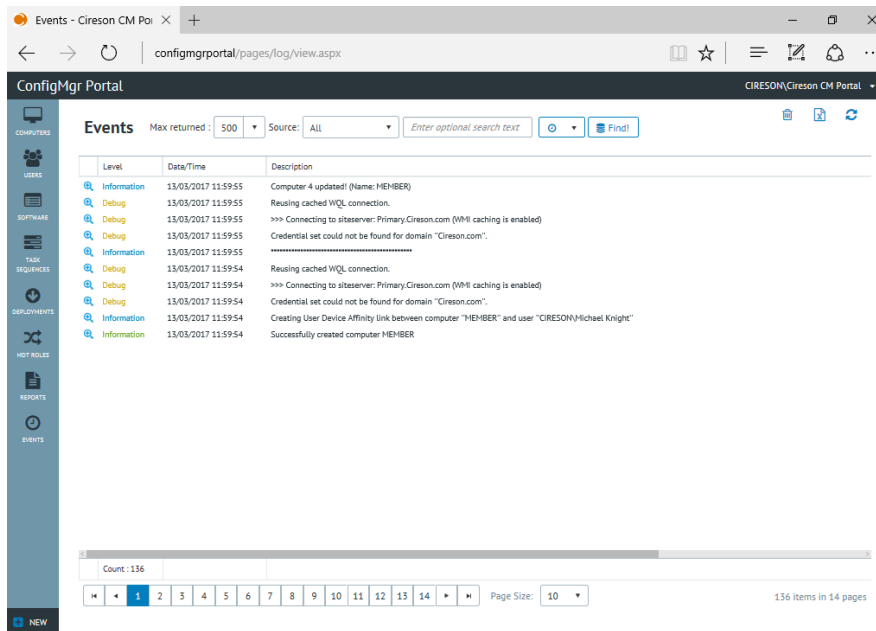 Events - Cireson CM Por
configmgrportal/pages/log/view.aspx
ConfigMgr Portal
CIRESON\Cireson CM Portal
COMPUTERS
USERS
SOFTWARE
TASK
SEQUENCES
DEPLOYMENTS
MDT ROLES
REPORTS
EVENTS
NEW
Events Max returned : 500 Source: All Enter optional search text Find!
Level Date/Time Description
Information 13/03/2017 11:59:55 Computer 4 updated! (Name: MEMBER)
Debug 13/03/2017 11:59:55 Reusing cached WQL connection.
Debug 13/03/2017 11:59:55 >>> Connecting to siteserver: Primary.Cireson.com (WMI caching is enabled)
Debug 13/03/2017 11:59:55 Credential set could not be found for domain "Cireson.com".
Information 13/03/2017 11:59:55
Debug 13/03/2017 11:59:54 Reusing cached WQL connection.
Debug 13/03/2017 11:59:54 >>> Connecting to siteserver: Primary.Cireson.com (WMI caching is enabled)
Debug 13/03/2017 11:59:54 Credential set could not be found for domain "Cireson.com".
Information 13/03/2017 11:59:54 Creating User Device Affinity link between computer "MEMBER" and user "CIRESON\Michael Knight"
Information 13/03/2017 11:59:54 Successfully created computer MEMBER
Count : 136
1 2 3 4 5 6 7 8 9 10 11 12 13 14 Page Size: 10 136 items in 14 pages